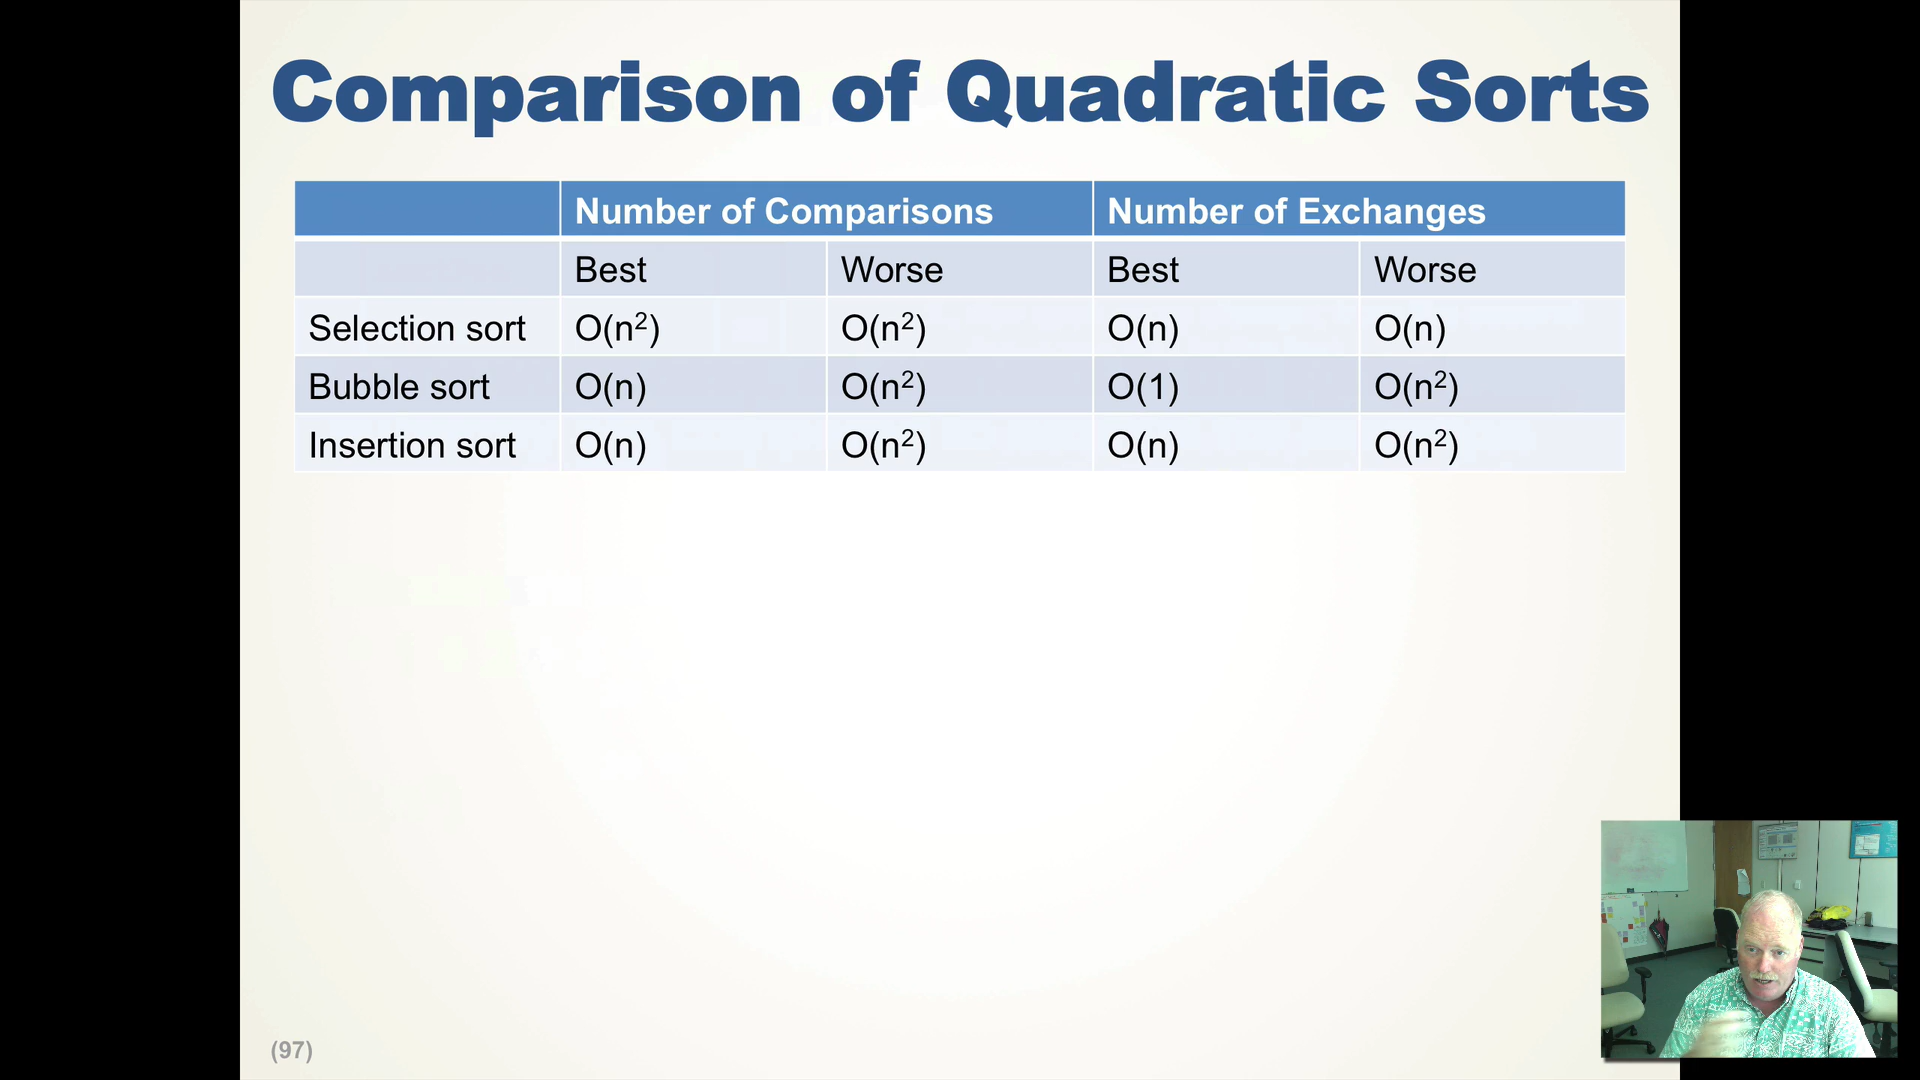 Comparison of Quadratic Sorts
Number of Comparisons Number of Exchanges
Best Worse Best Worse
Selection sort O(n²) O(n²) O(n) O(n)
Bubble sort O(n) O(n²) O(1) O(n²)
Insertion sort O(n) O(n²) O(n) O(n²)
(97)